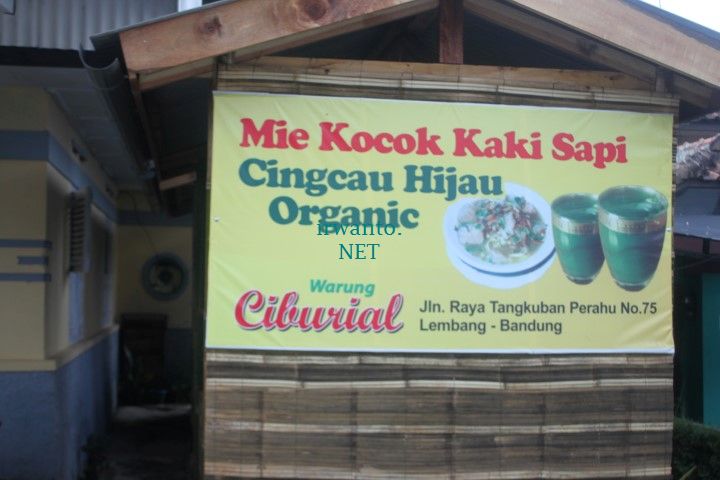 Mie Kocok Kaki Sapi
Cingcau Hijau
Organic
irwanto.
NET
Warung
Ciburial
Jln. Raya Tangkuban Perahu No.75
Lembang - Bandung